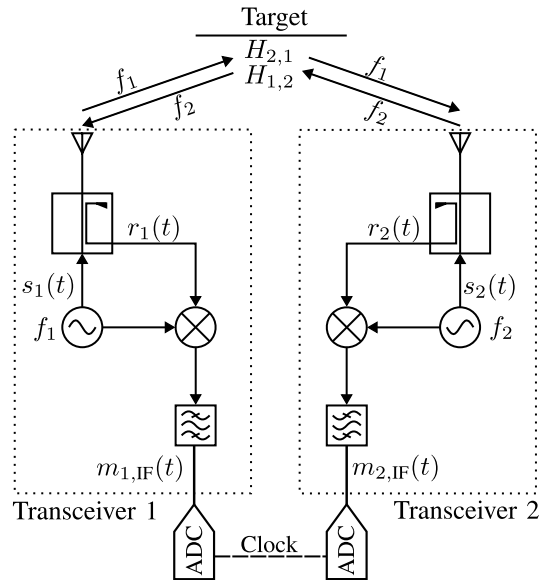 Target
H2,1
H1,2
f1
f2
f1
f2
r1(t)
r2(t)
s1(t)
s2(t)
f1
f2
m1,IF(t)
m2,IF(t)
Transceiver 1
Transceiver 2
ADC
Clock
ADC